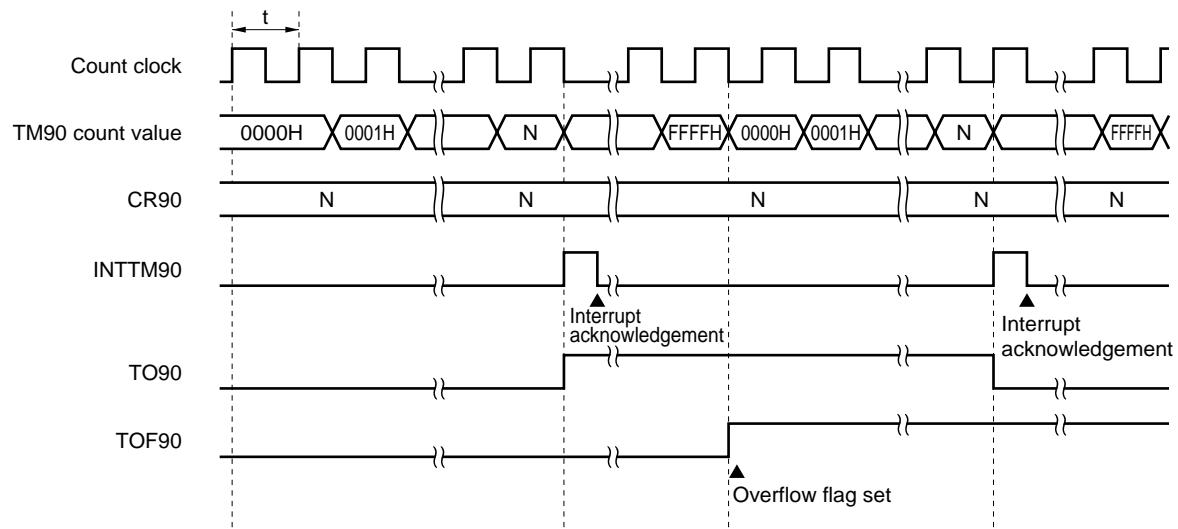 t
Count clock
TM90 count value
0000H 0001H N FFFFH 0000H 0001H N FFFFH
CR90
N N N N N
INTTM90
Interrupt
acknowledgement
Interrupt
acknowledgement
TO90
TOF90
Overflow flag set